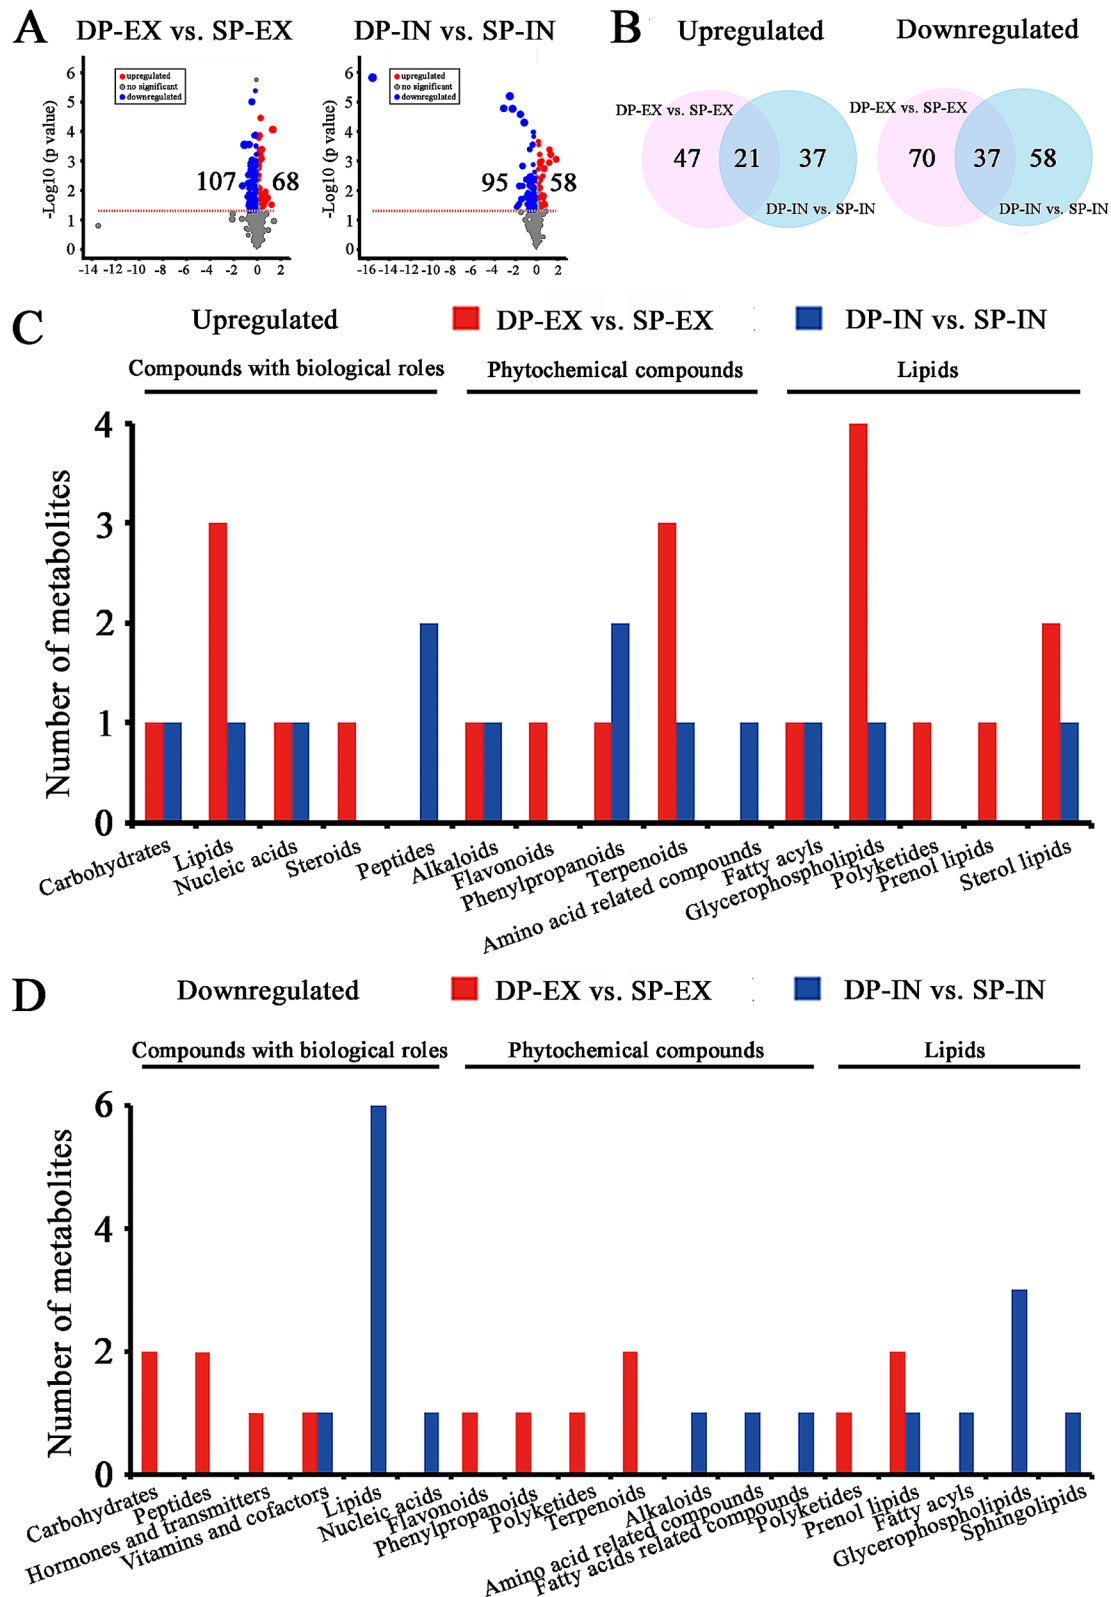 A
DP-EX vs. SP-EX
DP-IN vs. SP-IN
-Log10 (p value)
6
5
4
3
2
1
0
upregulated
no significant
downregulated
107
68
-14 -12 -10 -8 -6 -4 -2 0 2
-Log10 (p value)
6
5
4
3
2
1
0
upregulated
no significant
downregulated
95
58
-16 -14 -12 -10 -8 -6 -4 -2 0 2
B
Upregulated
Downregulated
DP-EX vs. SP-EX
47
21
37
DP-IN vs. SP-IN
DP-EX vs. SP-EX
70
37
58
DP-IN vs. SP-IN
C
Upregulated
DP-EX vs. SP-EX
DP-IN vs. SP-IN
Compounds with biological roles
Phytochemical compounds
Lipids
Number of metabolites
4
3
2
1
0
Carbohydrates
Lipids
Nucleic acids
Steroids
Peptides
Alkaloids
Flavonoids
Phenylpropanoids
Terpenoids
Amino acid related compounds
Fatty acyls
Glycerophospholipids
Polyketides
Prenol lipids
Sterol lipids
D
Downregulated
DP-EX vs. SP-EX
DP-IN vs. SP-IN
Compounds with biological roles
Phytochemical compounds
Lipids
Number of metabolites
6
4
2
0
Carbohydrates
Peptides
Hormones and transmitters
Vitamins and cofactors
Lipids
Nucleic acids
Flavonoids
Phenylpropanoids
Polyketides
Terpenoids
Alkaloids
Amino acid related compounds
Fatty acids related compounds
Polyketides
Prenol lipids
Fatty acyls
Glycerophospholipids
Sphingolipids